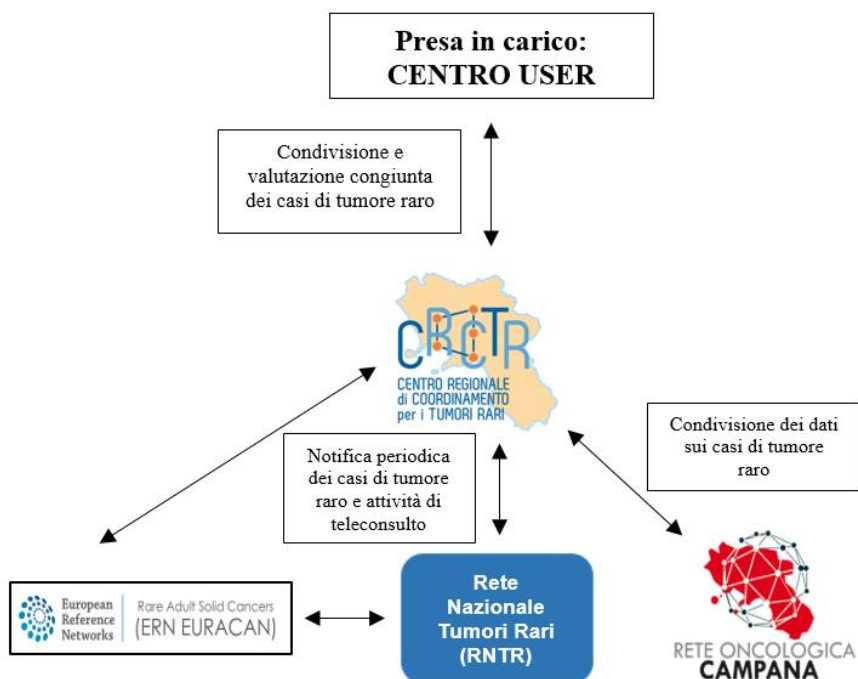 Presa in carico:
CENTRO USER
Condivisione e
valutazione congiunta
dei casi di tumore raro
CRCTR
CENTRO REGIONALE
di COORDINAMENTO
per i TUMORI RARI
Notifica periodica
dei casi di tumore
raro e attività di
teleconsulto
Condivisione dei dati
sui casi di tumore
raro
European
Reference
Networks
Rare Adult Solid Cancers
(ERN EURACAN)
Rete
Nazionale
Tumori Rari
(RNTR)
RETE ONCOLOGICA
CAMPANA